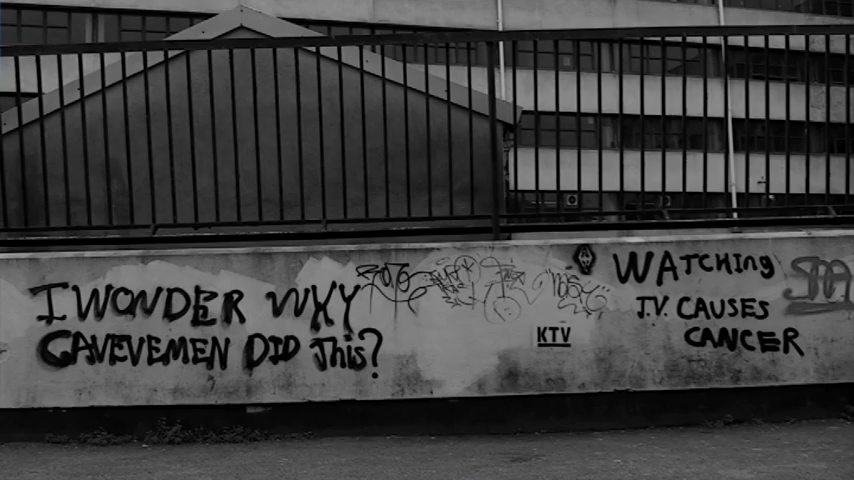 I WONDER WHY
CAVEVEMEN DID This?
KTV
WATCHING
T.V. CAUSES
CANCER